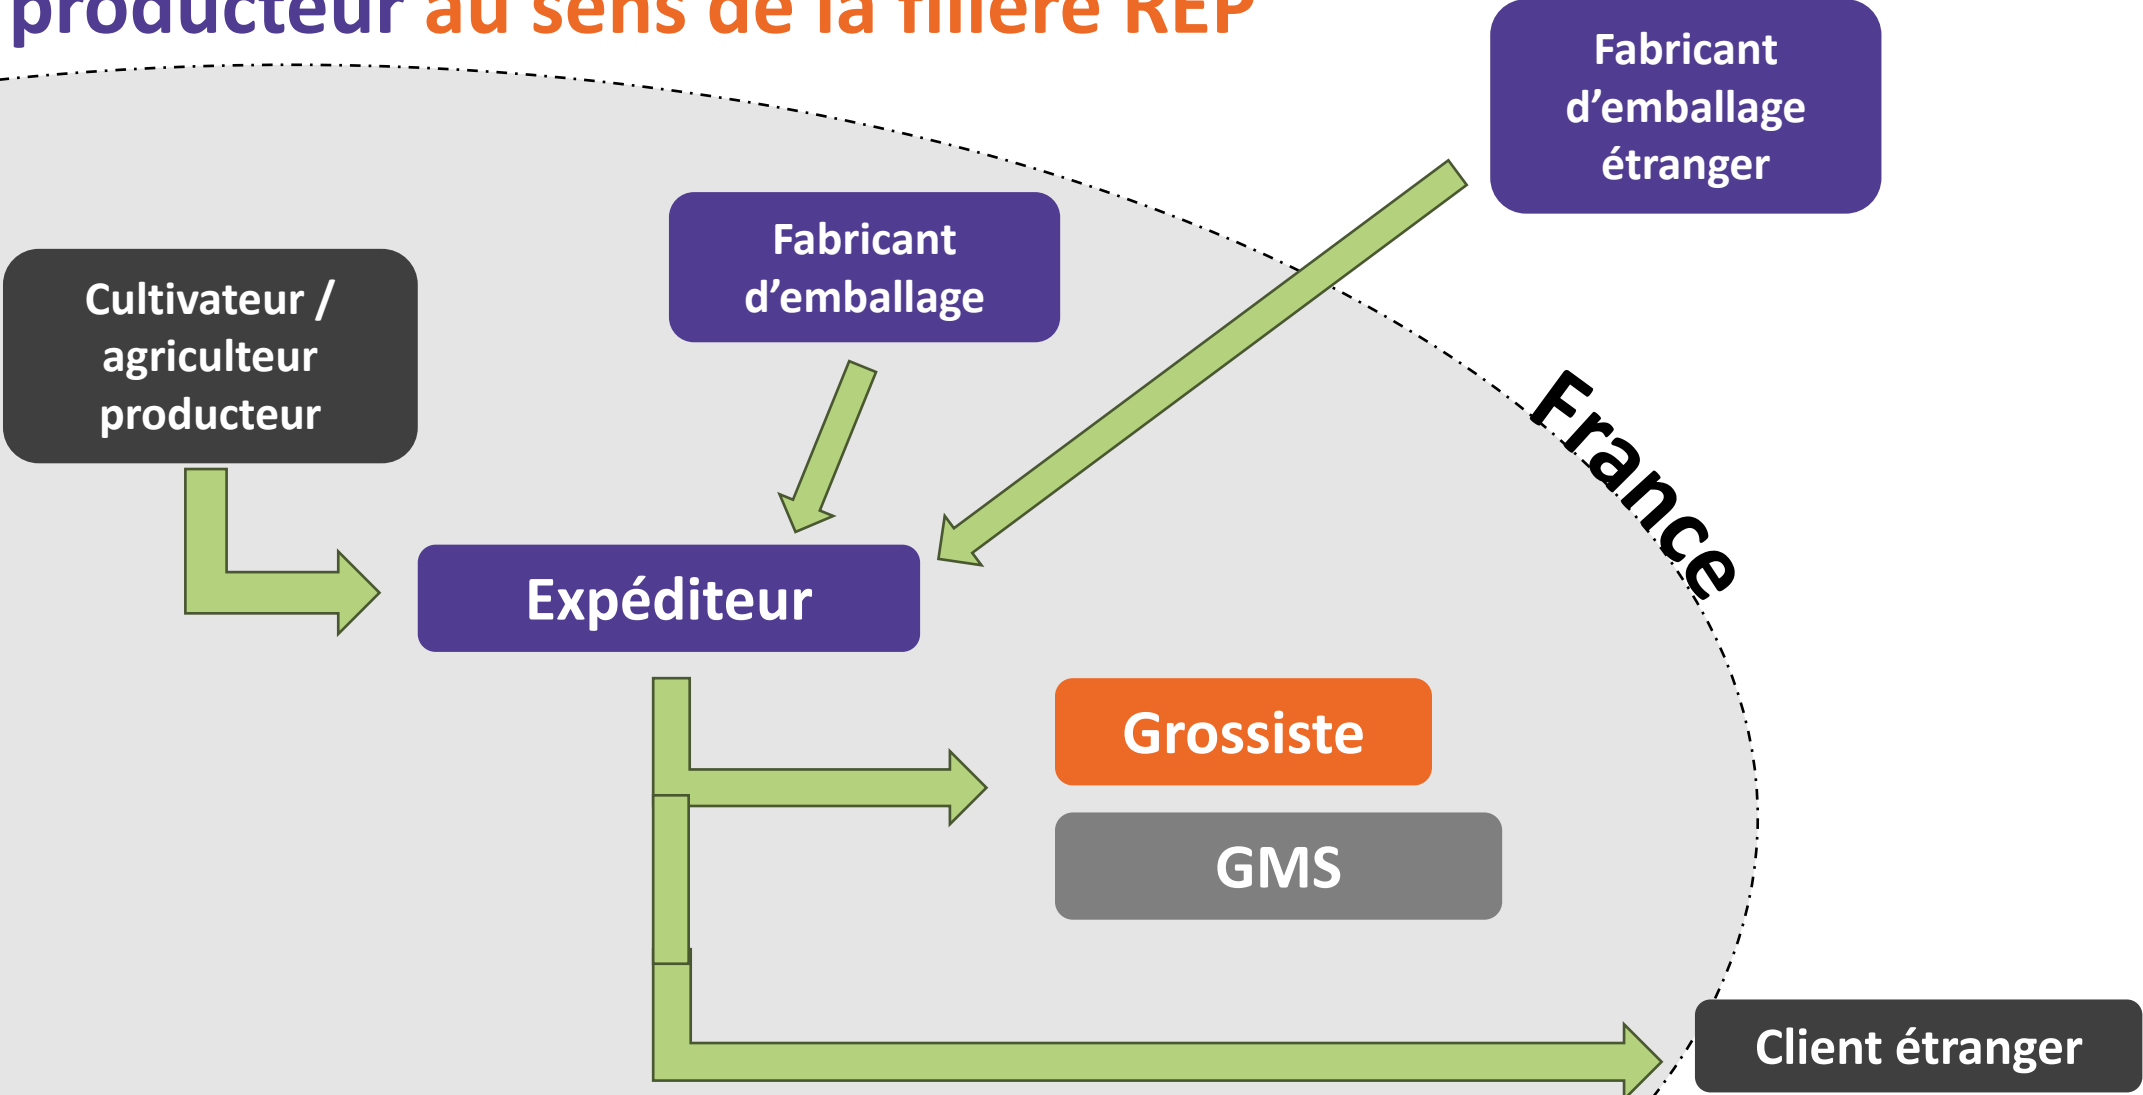 producteur au sens de la filière REP
Fabricant
d’emballage
étranger
Fabricant
d’emballage
Cultivateur /
agriculteur
producteur
France
Expéditeur
Grossiste
GMS
Client étranger